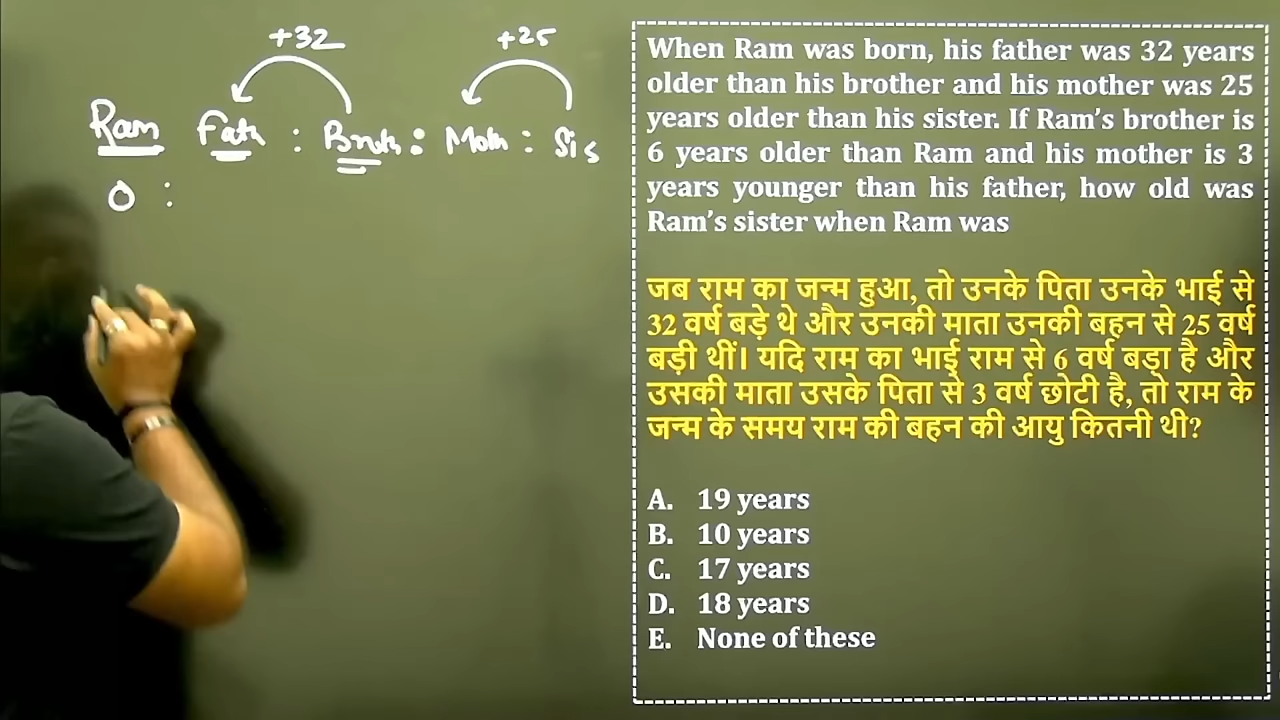 +32 +25
Ram Fath : Broth : Moth : Sis
0 :
When Ram was born, his father was 32 years
older than his brother and his mother was 25
years older than his sister. If Ram's brother is
6 years older than Ram and his mother is 3
years younger than his father, how old was
Ram's sister when Ram was
जब राम का जन्म हुआ, तो उनके पिता उनके भाई से
32 वर्ष बड़े थे और उनकी माता उनकी बहन से 25 वर्ष
बड़ी थीं। यदि राम का भाई राम से 6 वर्ष बड़ा है और
उसकी माता उसके पिता से 3 वर्ष छोटी है, तो राम के
जन्म के समय राम की बहन की आयु कितनी थी?
A. 19 years
B. 10 years
C. 17 years
D. 18 years
E. None of these